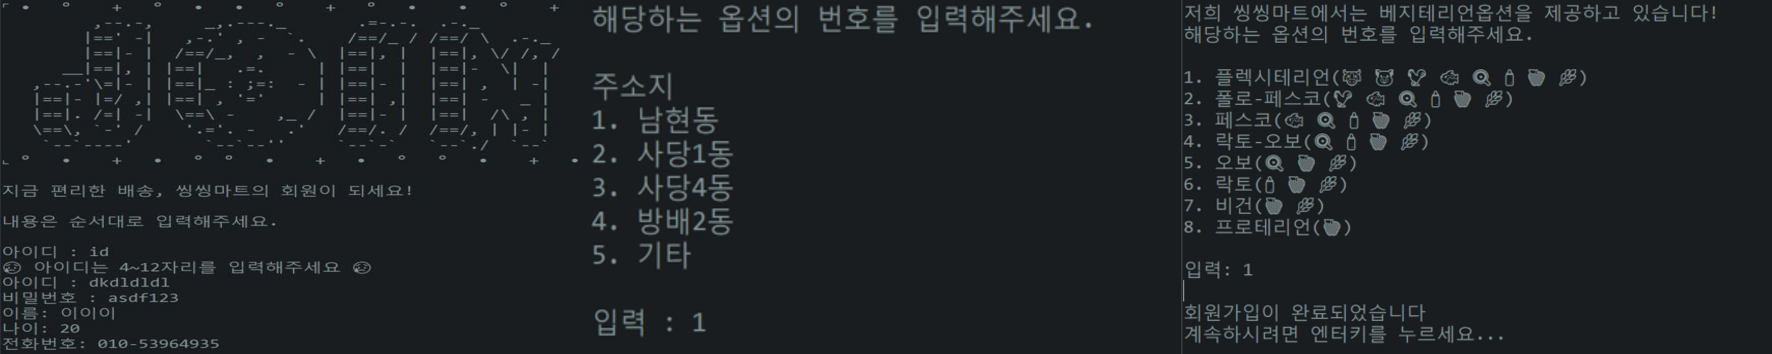 JOIN
지금 편리한 배송, 씽씽마트의 회원이 되세요!
내용은 순서대로 입력해주세요.
아이디 : id
아이디는 4~12자리를 입력해주세요
아이디 : dkdldldl
비밀번호 : asdf123
이름: 이이이
나이: 20
전화번호: 010-53964935
해당하는 옵션의 번호를 입력해주세요.
주소지
1. 남현동
2. 사당1동
3. 사당4동
4. 방배2동
5. 기타
입력 : 1
저희 씽씽마트에서는 베지테리언옵션을 제공하고 있습니다!
해당하는 옵션의 번호를 입력해주세요.
1. 플렉시테리언(🐯 🐷 🐓 🐟 🍳 🍼 🍎 🌾)
2. 폴로-페스코(🐓 🐟 🍳 🍼 🍎 🌾)
3. 페스코(🐟 🍳 🍼 🍎 🌾)
4. 락토-오보(🍳 🍼 🍎 🌾)
5. 오보(🍳 🍎 🌾)
6. 락토(🍼 🍎 🌾)
7. 비건(🍎 🌾)
8. 프로테리언(🍎)
입력: 1
회원가입이 완료되었습니다
계속하시려면 엔터키를 누르세요...